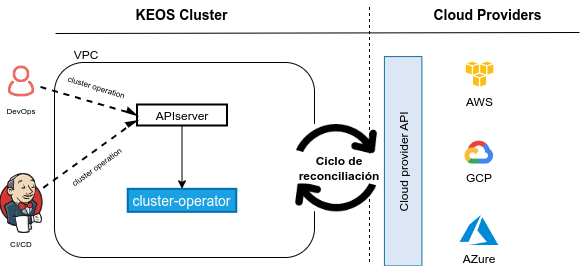 KEOS Cluster
Cloud Providers
VPC
cluster operation
DevOps
APIserver
cluster operation
Ciclo de
reconciliación
cluster-operator
CI/CD
Cloud provider API
AWS
GCP
AZure